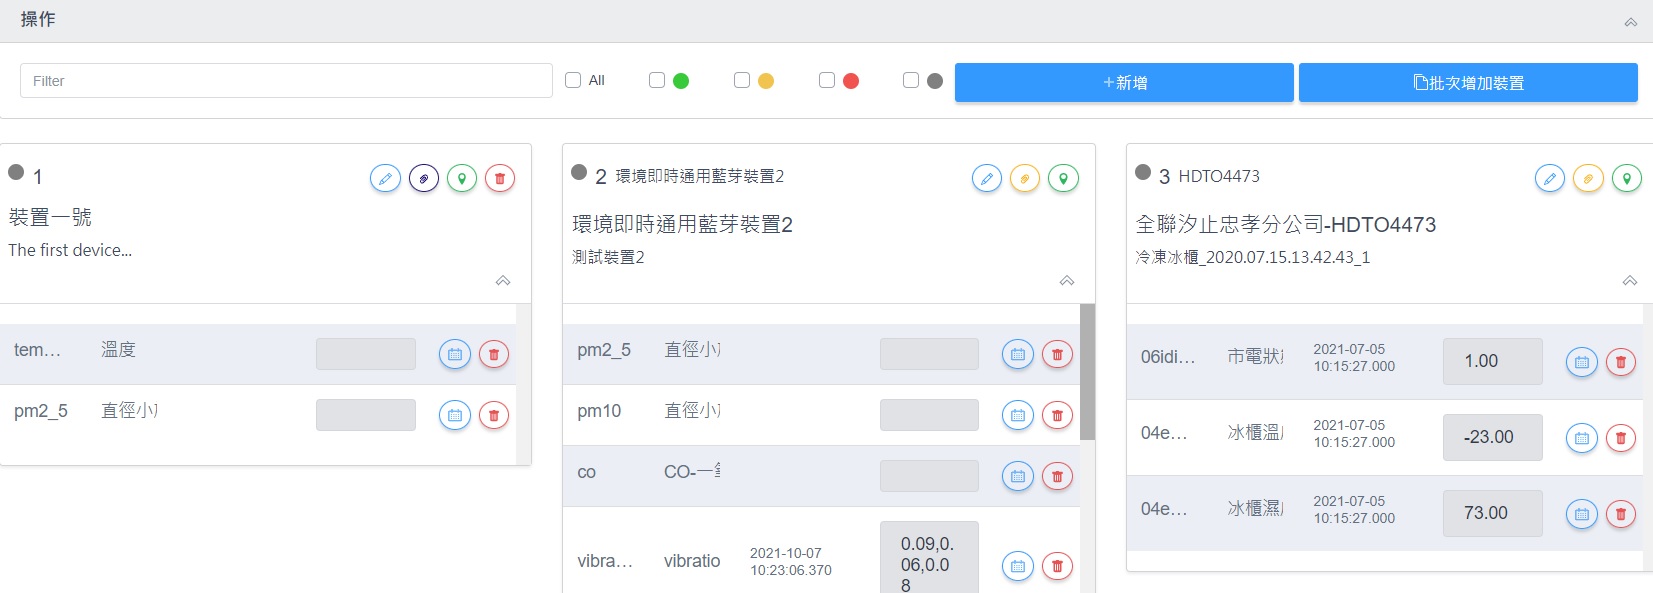 操作
Filter
All
+新增
批次增加裝置
1
裝置一號
The first device...
tem... 溫度
pm2_5 直徑小
2 環境即時通用藍芽裝置2
環境即時通用藍芽裝置2
測試裝置2
pm2_5 直徑小
pm10 直徑小
co CO-一
vibra... vibratio 2021-10-07
10:23:06.370
0.09,0.
06,0.0
8
3 HDTO4473
全聯汐止忠孝分公司-HDTO4473
冷凍冰櫃_2020.07.15.13.42.43_1
06idi... 市電狀 2021-07-05
10:15:27.000
1.00
04e... 冰櫃溫 2021-07-05
10:15:27.000
-23.00
04e... 冰櫃濕 2021-07-05
10:15:27.000
73.00